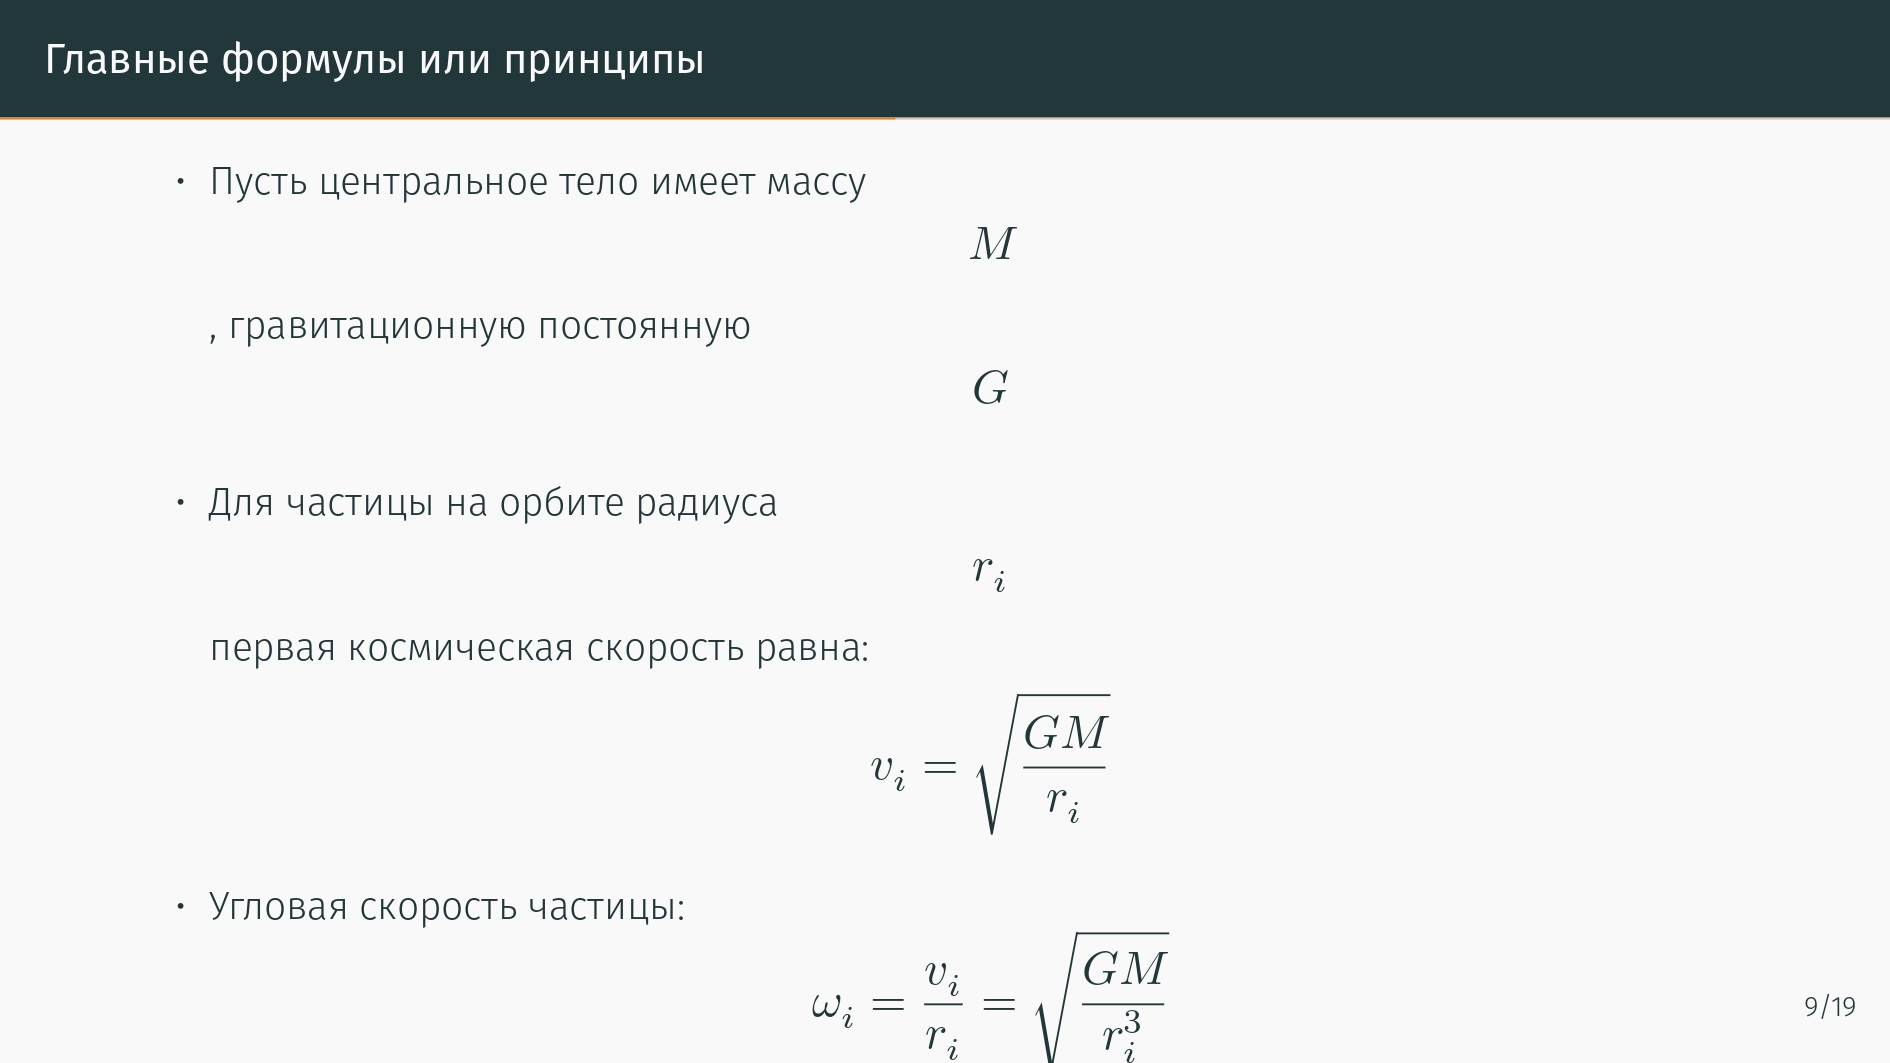 Главные формулы или принципы
• Пусть центральное тело имеет массу
M
, гравитационную постоянную
G
• Для частицы на орбите радиуса
r_i
первая космическая скорость равна:
v_i = \sqrt{\frac{GM}{r_i}}
• Угловая скорость частицы:
ω_i = \frac{v_i}{r_i} = \sqrt{\frac{GM}{r_i^3}}
9/19